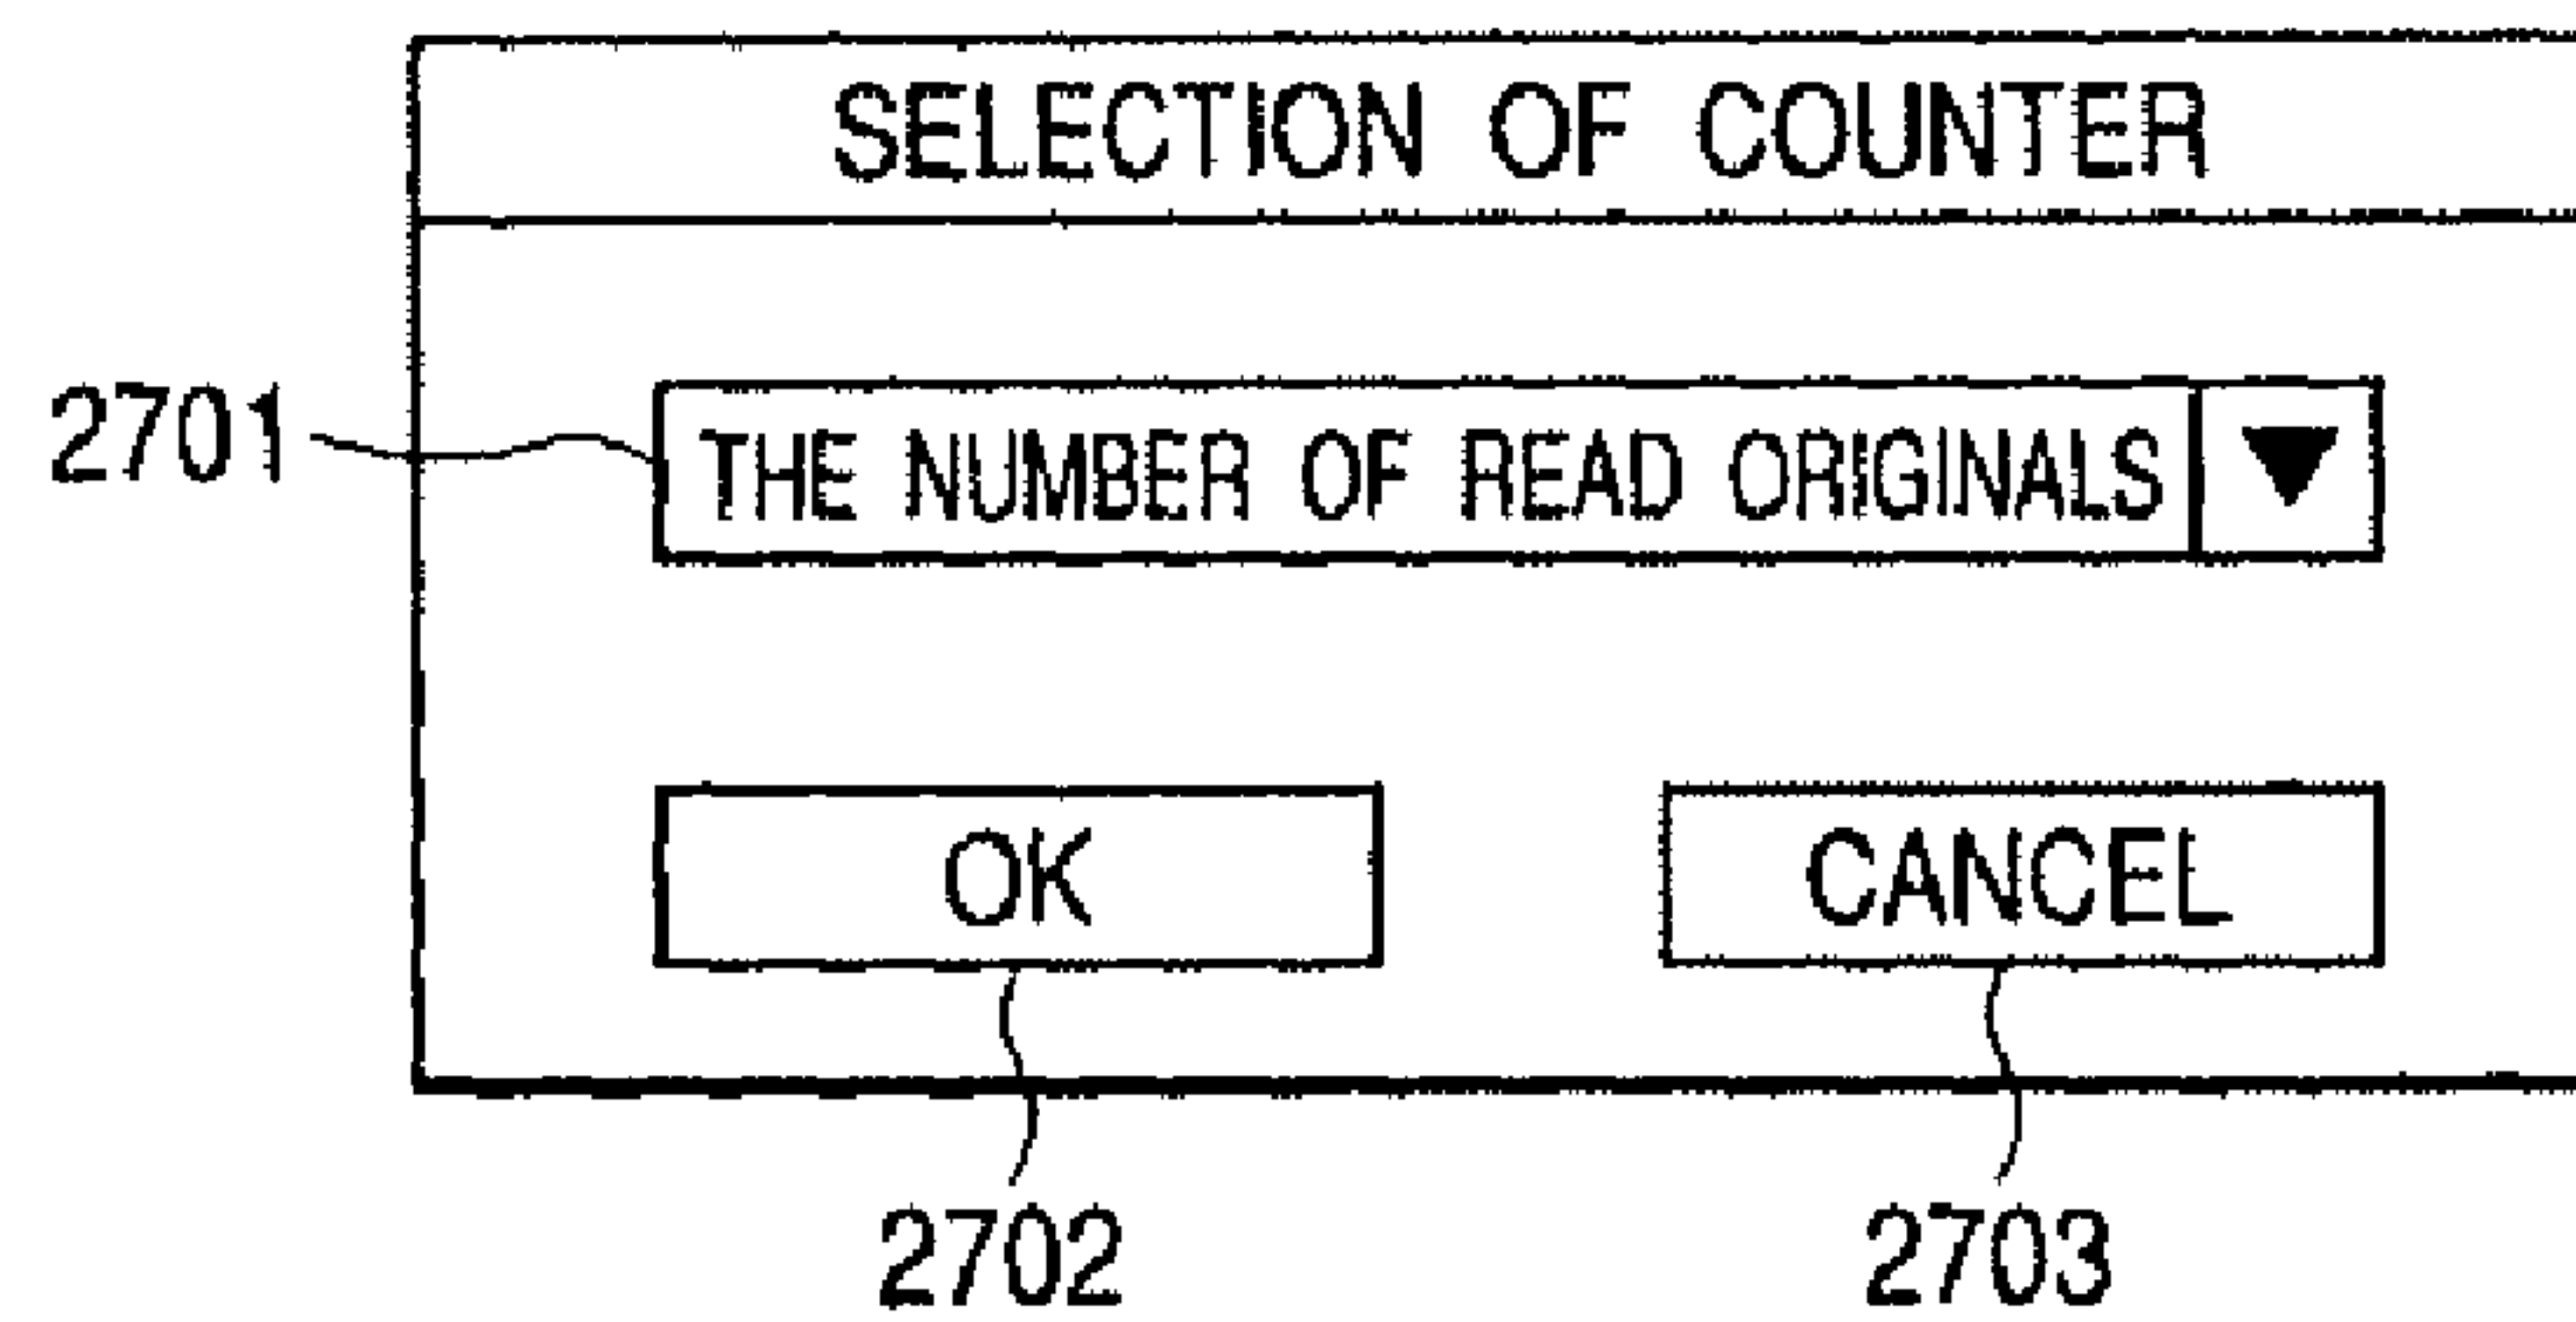 SELECTION OF COUNTER
2701 THE NUMBER OF READ ORIGINALS ▼
OK CANCEL
2702 2703